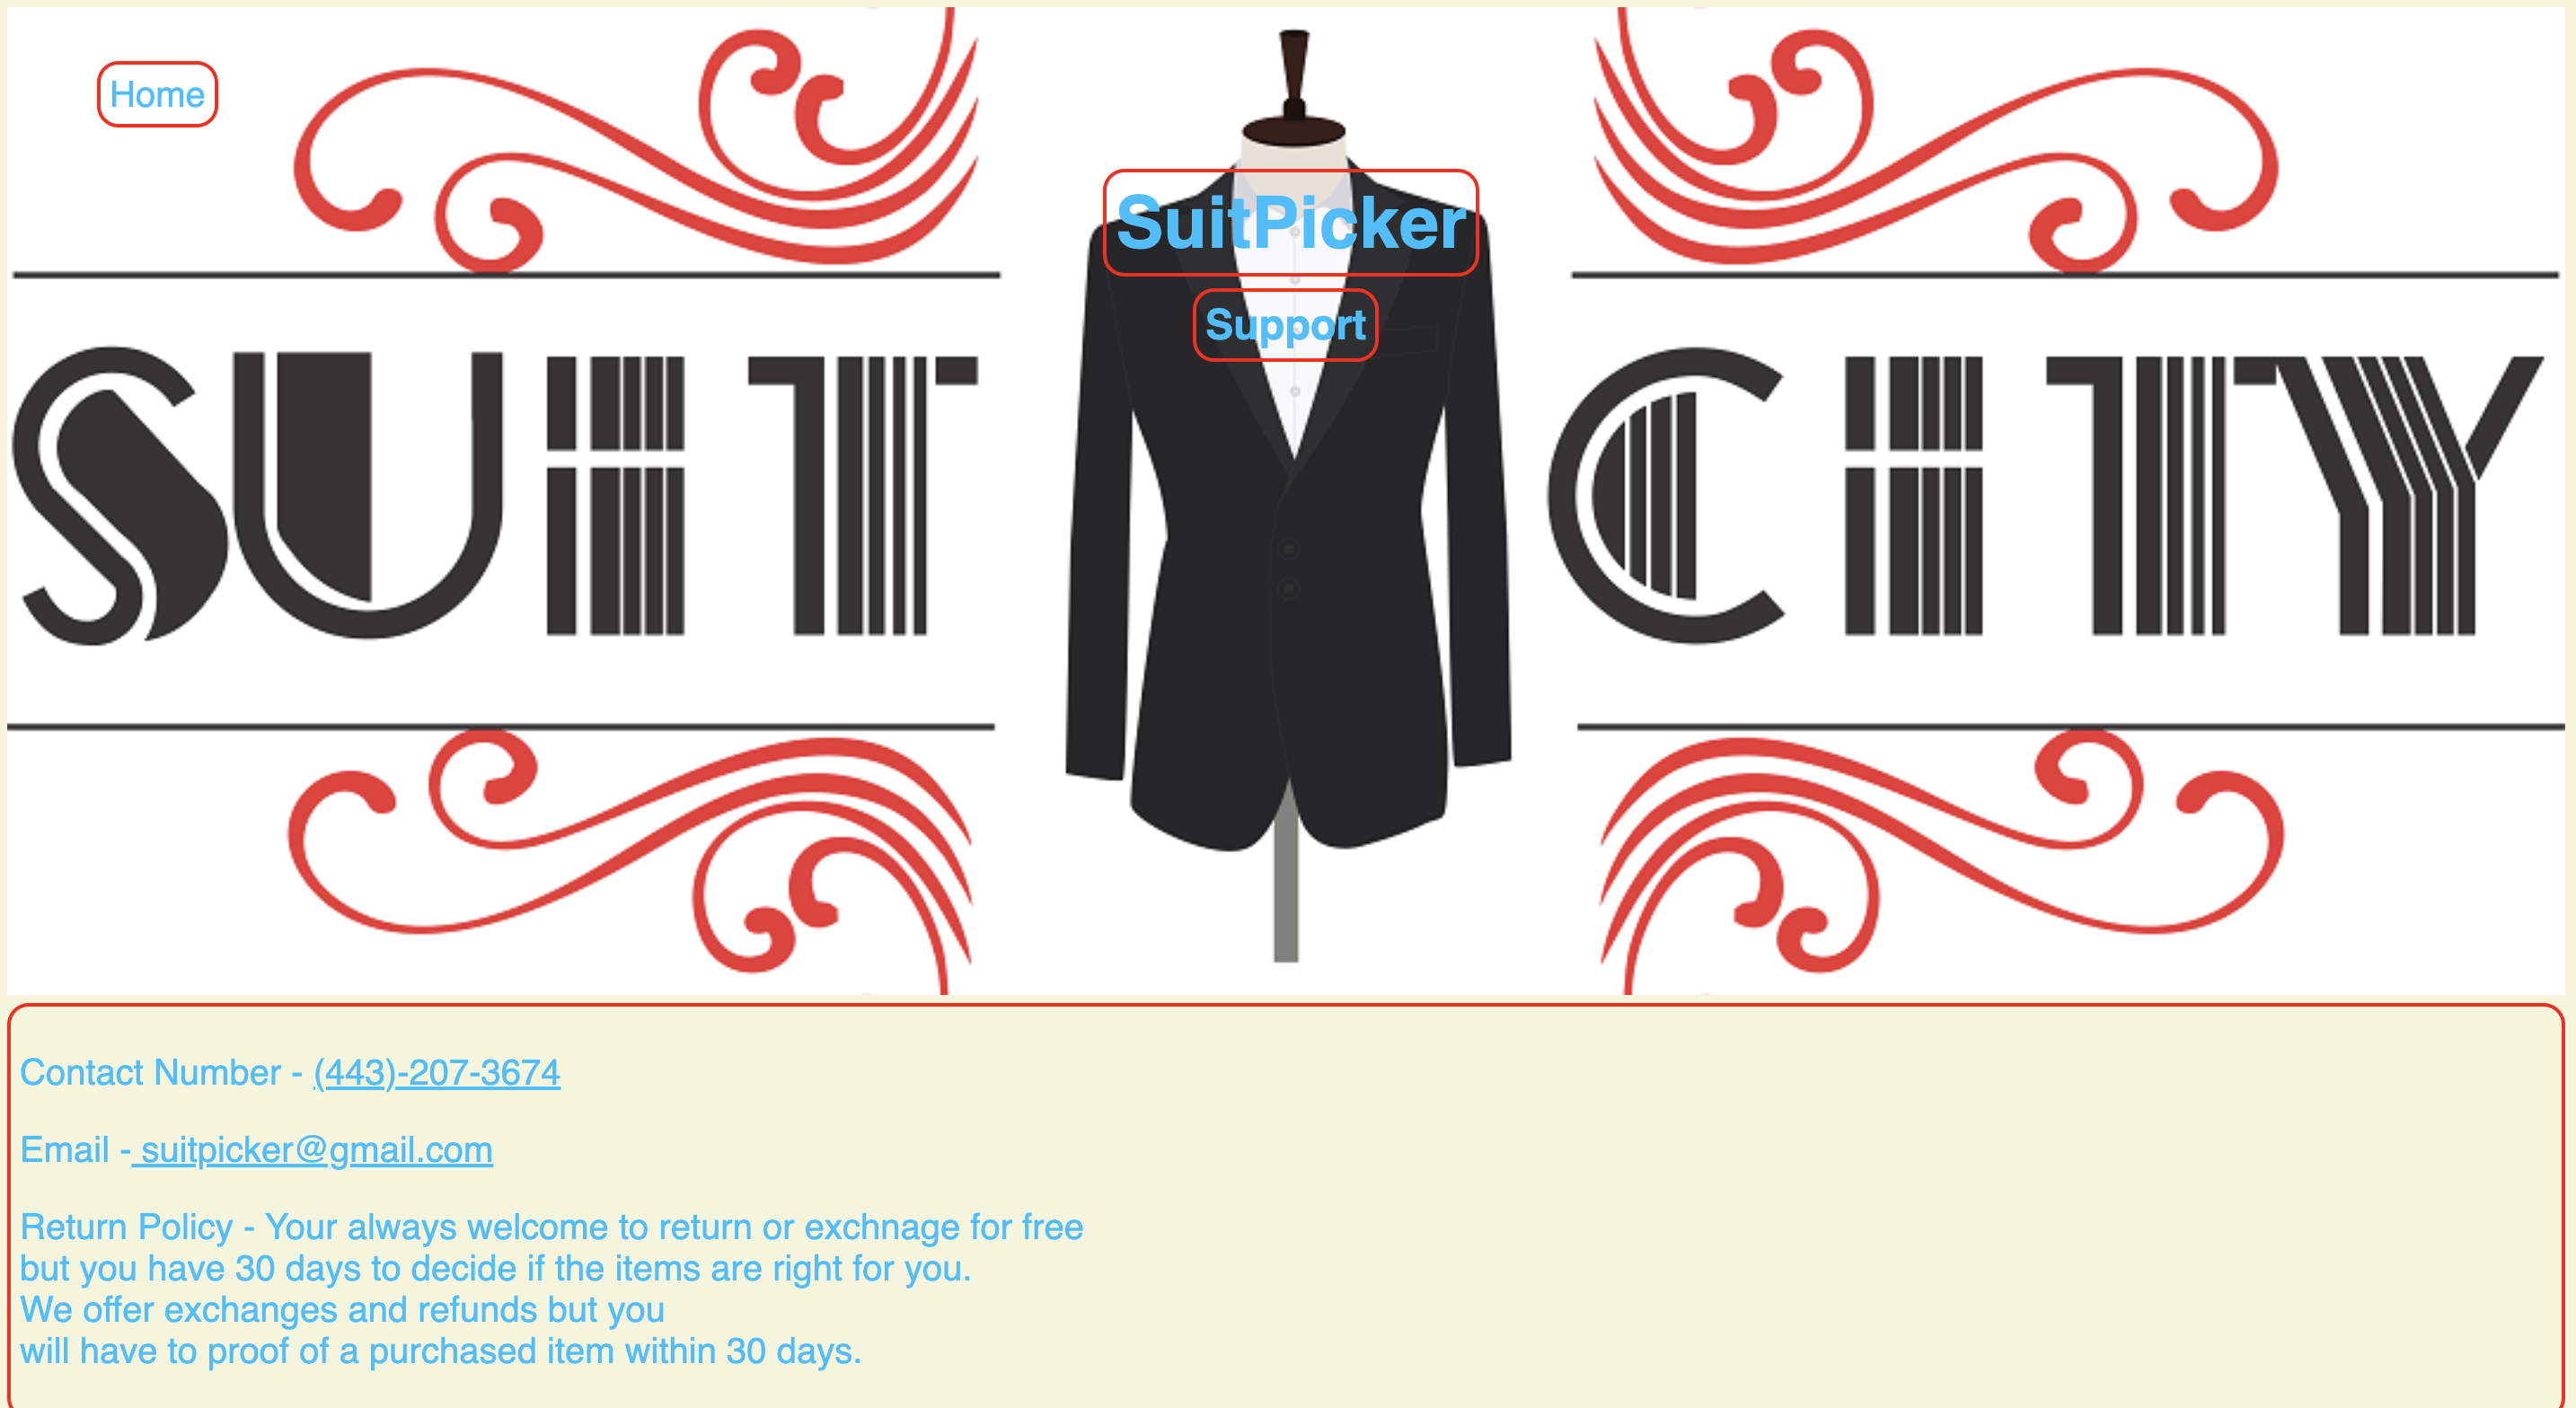 Home
SuitPicker
Support
SUIT CITY
Contact Number - (443)-207-3674
Email - suitpicker@gmail.com
Return Policy - Your always welcome to return or exchnage for free
but you have 30 days to decide if the items are right for you.
We offer exchanges and refunds but you
will have to proof of a purchased item within 30 days.